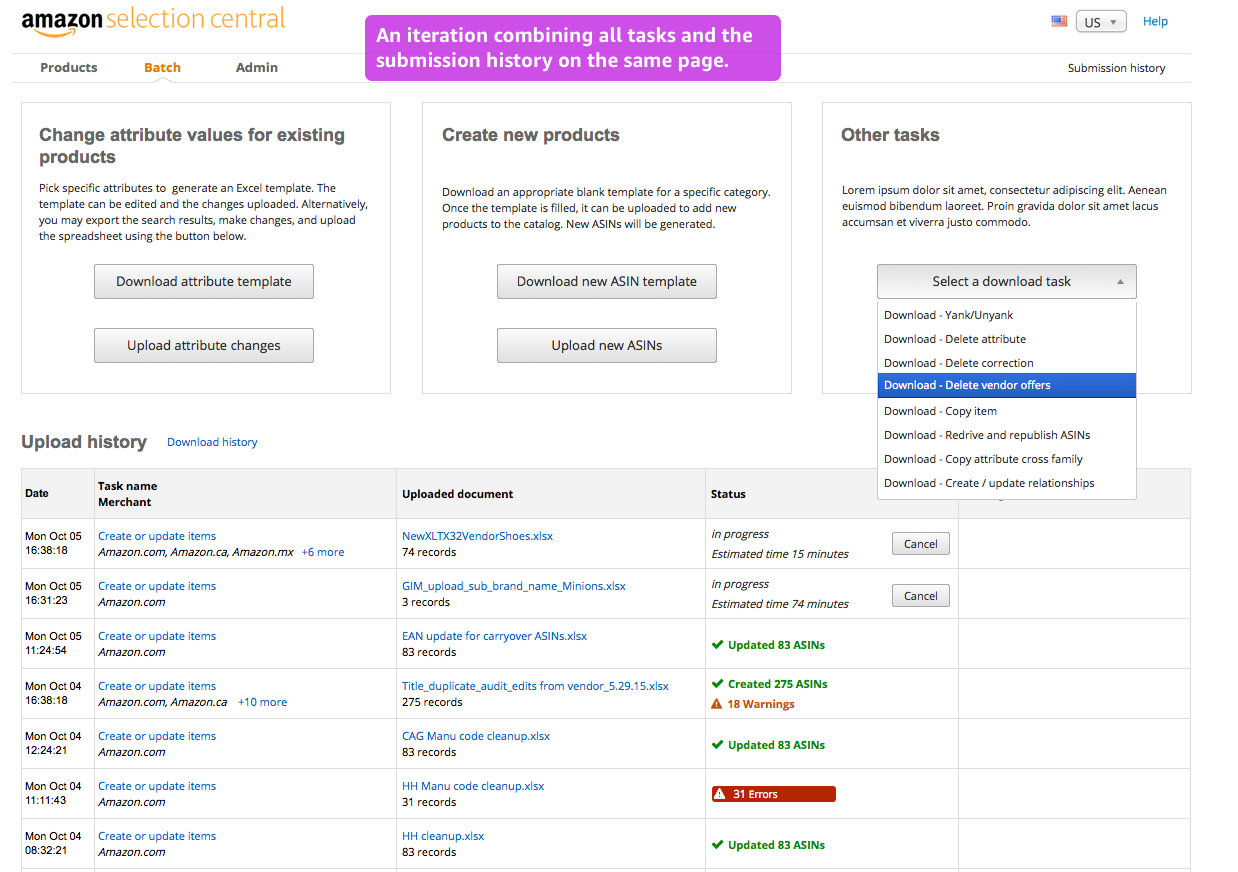 amazon selection central
An iteration combining all tasks and the
submission history on the same page.
US
Help
Products
Batch
Admin
Submission history
Change attribute values for existing
products
Pick specific attributes to generate an Excel template. The
template can be edited and the changes uploaded. Alternatively,
you may export the search results, make changes, and upload
the spreadsheet using the button below.
Download attribute template
Upload attribute changes
Create new products
Download an appropriate blank template for a specific category.
Once the template is filled, it can be uploaded to add new
products to the catalog. New ASINs will be generated.
Download new ASIN template
Upload new ASINs
Other tasks
Lorem ipsum dolor sit amet, consectetur adipiscing elit. Aenean
euismod bibendum laoreet. Proin gravida dolor sit amet lacus
accumsan et viverra justo commodo.
Select a download task
Download - Yank/Unyank
Download - Delete attribute
Download - Delete correction
Download - Delete vendor offers
Download - Copy item
Download - Redrive and republish ASINs
Download - Copy attribute cross family
Download - Create / update relationships
Upload history
Download history
Date
Task name
Merchant
Uploaded document
Status
Mon Oct 05
16:38:18
Create or update items
Amazon.com, Amazon.ca, Amazon.mx +6 more
NewXLTX32VendorShoes.xlsx
74 records
in progress
Estimated time 15 minutes
Cancel
Mon Oct 05
16:31:23
Create or update items
Amazon.com
GIM_upload_sub_brand_name_Minions.xlsx
3 records
in progress
Estimated time 74 minutes
Cancel
Mon Oct 05
11:24:54
Create or update items
Amazon.com
EAN update for carryover ASINs.xlsx
83 records
Updated 83 ASINs
Mon Oct 04
16:38:18
Create or update items
Amazon.com, Amazon.ca +10 more
Title_duplicate_audit_edits from vendor_5.29.15.xlsx
275 records
Created 275 ASINs
18 Warnings
Mon Oct 04
12:24:21
Create or update items
Amazon.com
CAG Manu code cleanup.xlsx
83 records
Updated 83 ASINs
Mon Oct 04
11:11:43
Create or update items
Amazon.com
HH Manu code cleanup.xlsx
31 records
31 Errors
Mon Oct 04
08:32:21
Create or update items
Amazon.com
HH cleanup.xlsx
83 records
Updated 83 ASINs